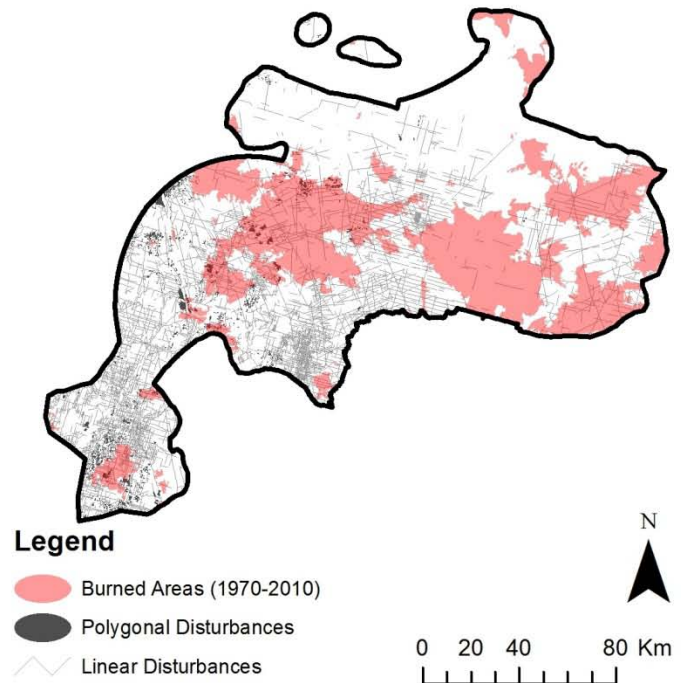 N
Legend
Burned Areas (1970-2010)
Polygonal Disturbances
Linear Disturbances
0 20 40 80 Km